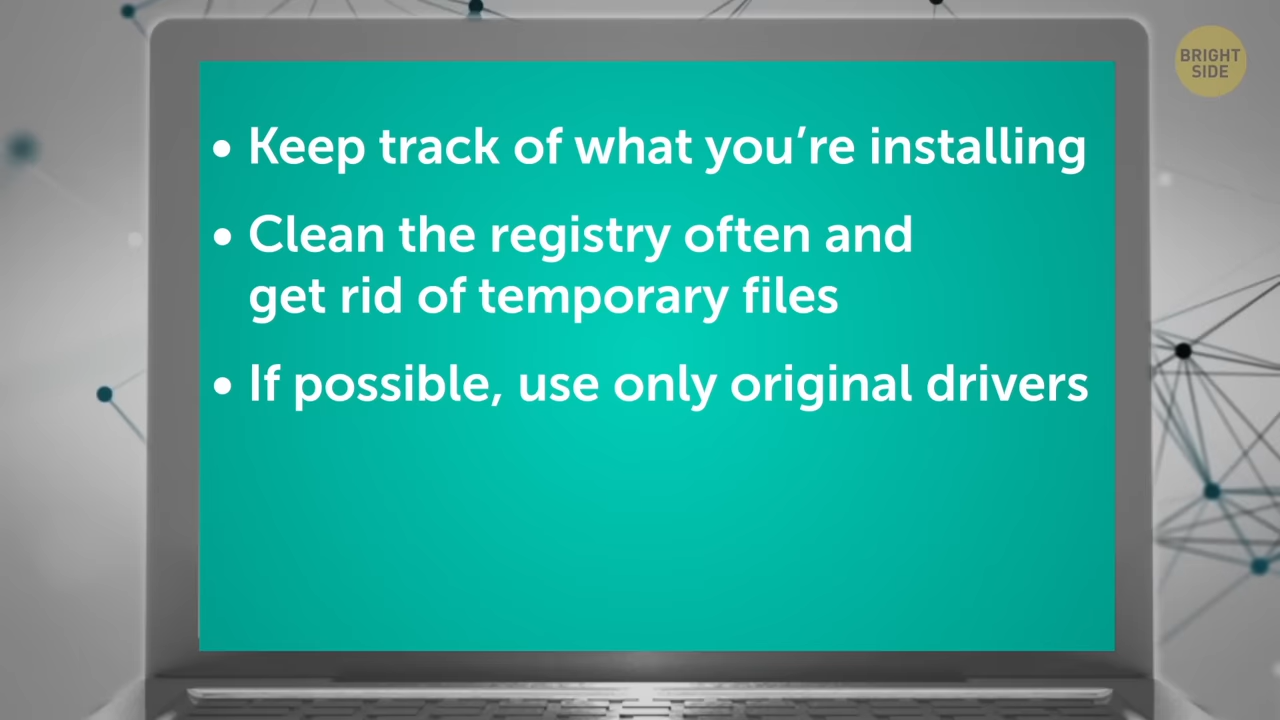 BRIGHT
SIDE
• Keep track of what you’re installing
• Clean the registry often and
get rid of temporary files
• If possible, use only original drivers